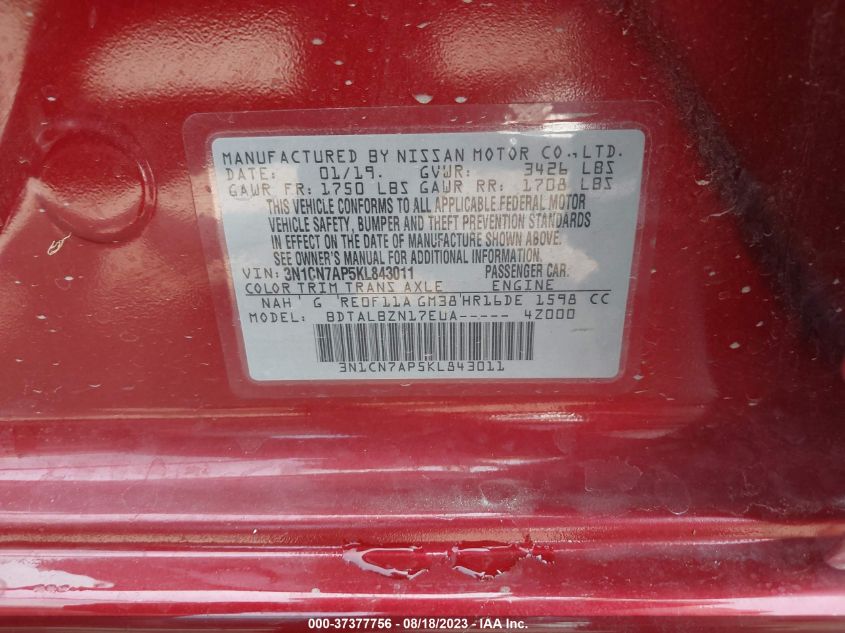 MANUFACTURED BY NISSAN MOTOR CO.,LTD.
DATE: 01/19. GVWR: 3426 LBS
GAWR FR: 1750 LBS GAWR RR: 1708 LBS
THIS VEHICLE CONFORMS TO ALL APPLICABLE FEDERAL MOTOR
VEHICLE SAFETY, BUMPER AND THEFT PREVENTION STANDARDS
IN EFFECT ON THE DATE OF MANUFACTURE SHOWN ABOVE.
SEE OWNER'S MANUAL FOR ADDITIONAL INFORMATION.
VIN: 3N1CN7AP5KL843011 PASSENGER CAR.
COLOR TRIM TRANS AXLE ENGINE
NAH ' G 'RE0F11A GM38'HR16DE 1598 CC
MODEL: BDTALBZN17EUA----- 4Z000
3N1CN7AP5KL843011
000-37377756 - 08/18/2023 - IAA Inc.